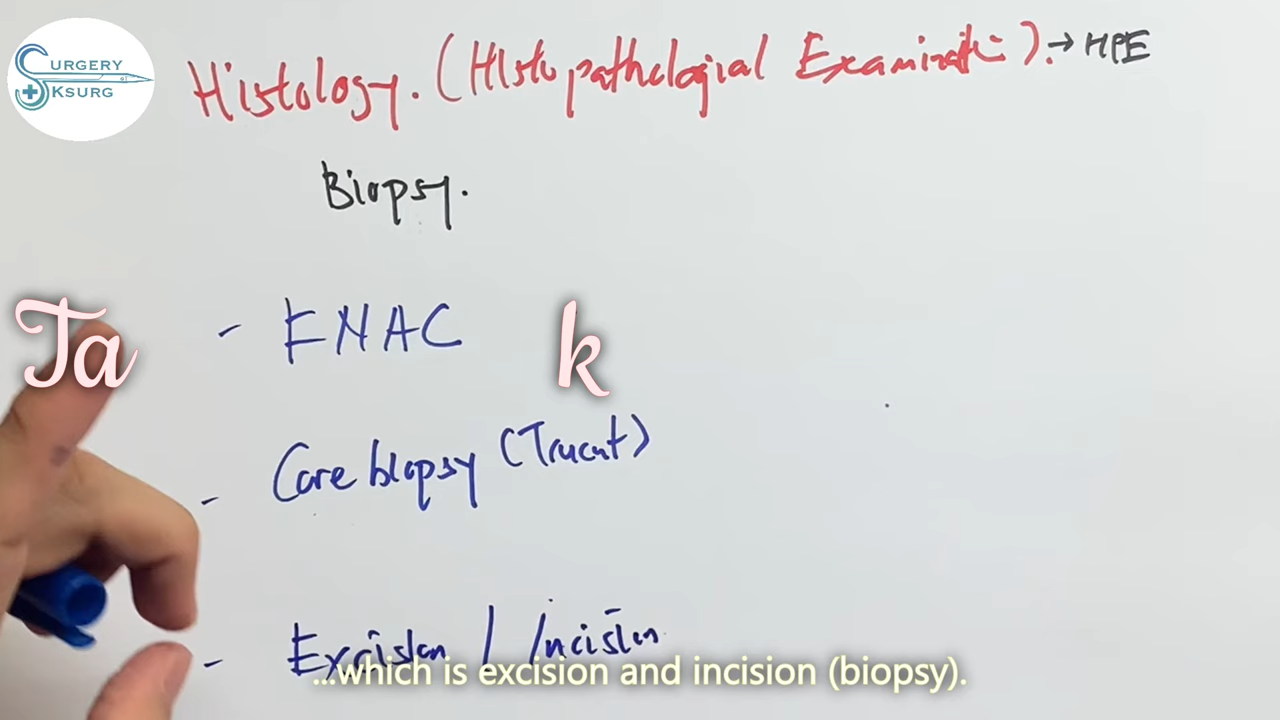 SURGERY
KSURG
Histology. (HIstopathological Examination). → HPE
Biopsy.
Ta
- FNAC
k
- Core biopsy (Trucut)
- Excision / Incision
...which is excision and incision (biopsy).